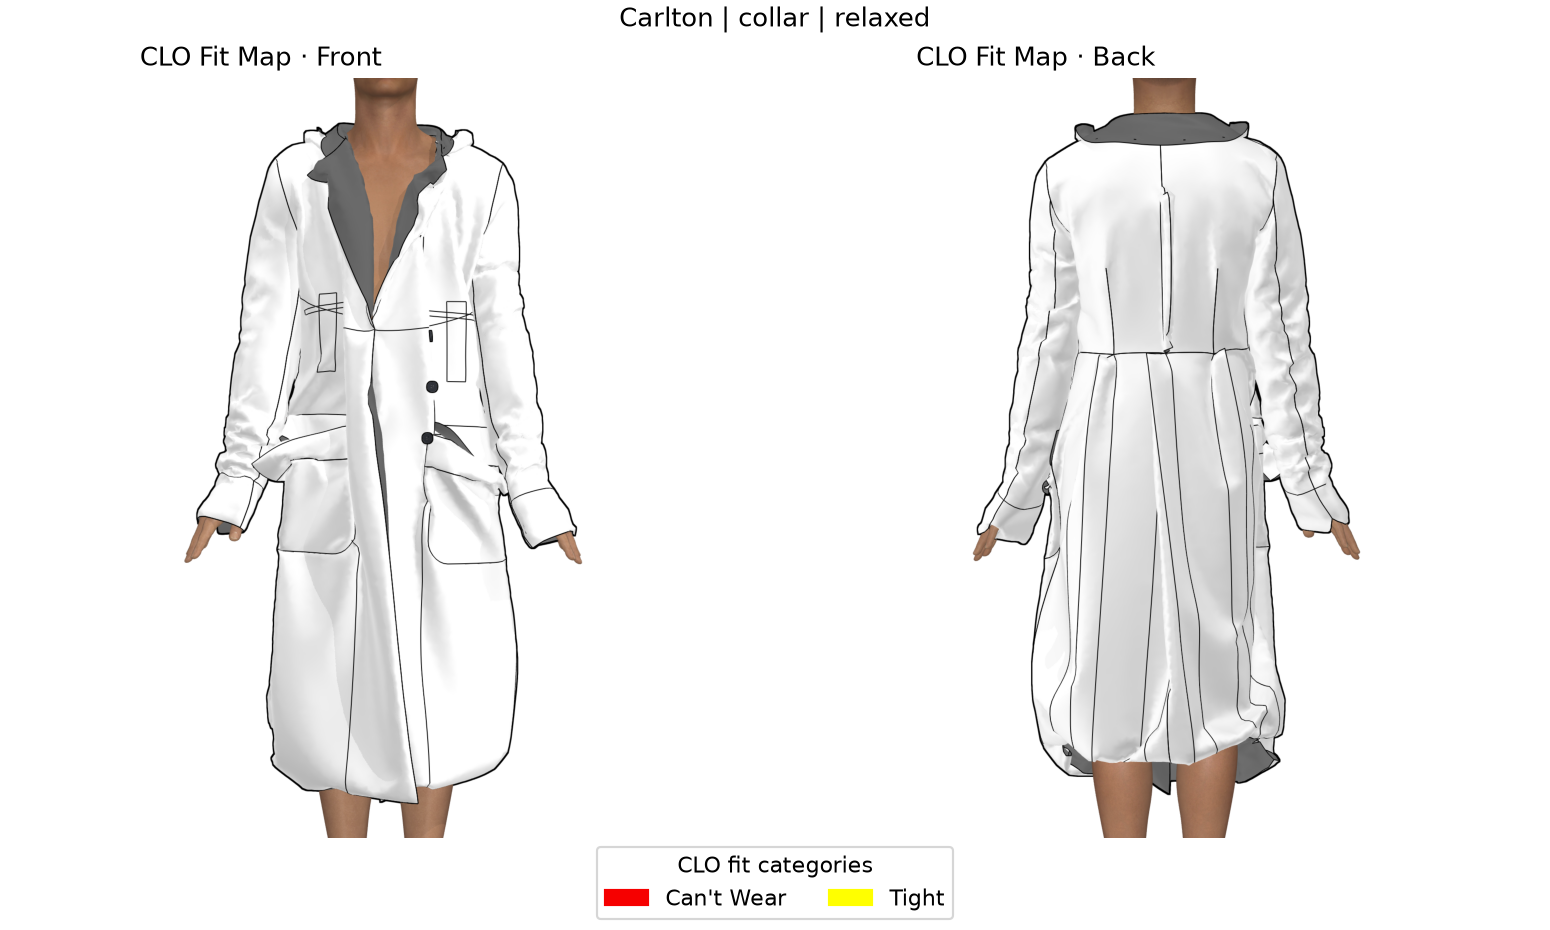 Carlton | collar | relaxed
CLO Fit Map · Front
CLO Fit Map · Back
CLO fit categories
Can't Wear
Tight